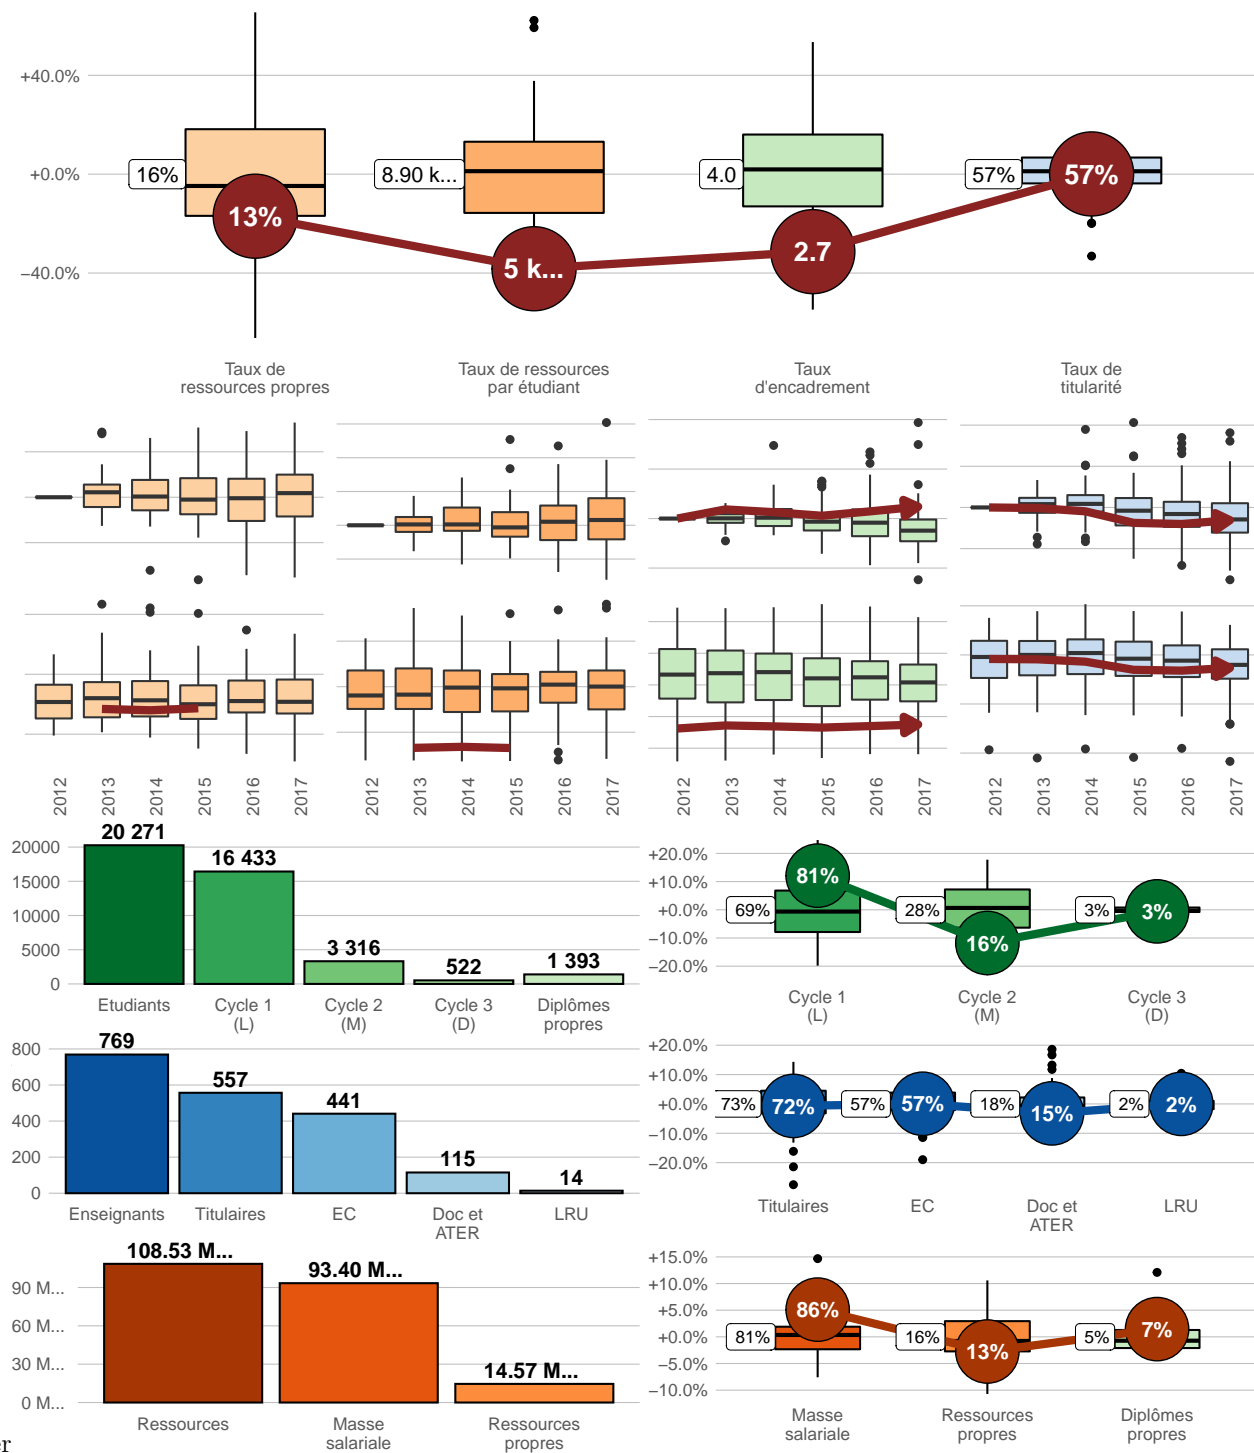 +40.0%
+0.0%
−40.0%
16%
8.90 k...
4.0
57%
13%
5 k...
2.7
57%
Taux de
ressources propres
Taux de ressources
par étudiant
Taux
d'encadrement
Taux de
titularité
2012
2013
2014
2015
2016
2017
2012
2013
2014
2015
2016
2017
2012
2013
2014
2015
2016
2017
2012
2013
2014
2015
2016
2017
20000
15000
10000
5000
0
20 271
16 433
3 316
522
1 393
Etudiants
Cycle 1
(L)
Cycle 2
(M)
Cycle 3
(D)
Diplômes
propres
+20.0%
+10.0%
+0.0%
−10.0%
−20.0%
69%
81%
28%
16%
3%
3%
Cycle 1
(L)
Cycle 2
(M)
Cycle 3
(D)
800
600
400
200
0
769
557
441
115
14
Enseignants
Titulaires
EC
Doc et
ATER
LRU
+20.0%
+10.0%
+0.0%
−10.0%
−20.0%
73%
72%
57%
57%
18%
15%
2%
2%
Titulaires
EC
Doc et
ATER
LRU
90 M...
60 M...
30 M...
0 M...
108.53 M...
93.40 M...
14.57 M...
Ressources
Masse
salariale
Ressources
propres
+15.0%
+10.0%
+5.0%
+0.0%
−5.0%
−10.0%
81%
86%
16%
13%
5%
7%
Masse
salariale
Ressources
propres
Diplômes
propres
er